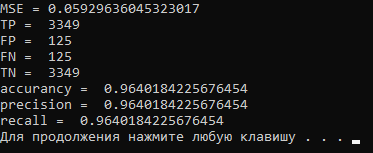 MSE = 0.05929636045323017
TP =  3349
FP =  125
FN =  125
TN =  3349
accurancy =  0.9640184225676454
precision =  0.9640184225676454
recall =  0.9640184225676454
Для продолжения нажмите любую клавишу . . .